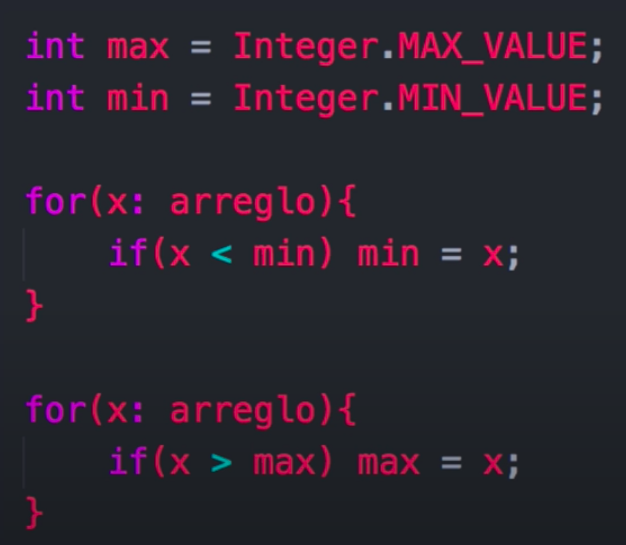 int max = Integer.MAX_VALUE;
int min = Integer.MIN_VALUE;

for(x: arreglo){
    if(x < min) min = x;
}

for(x: arreglo){
    if(x > max) max = x;
}